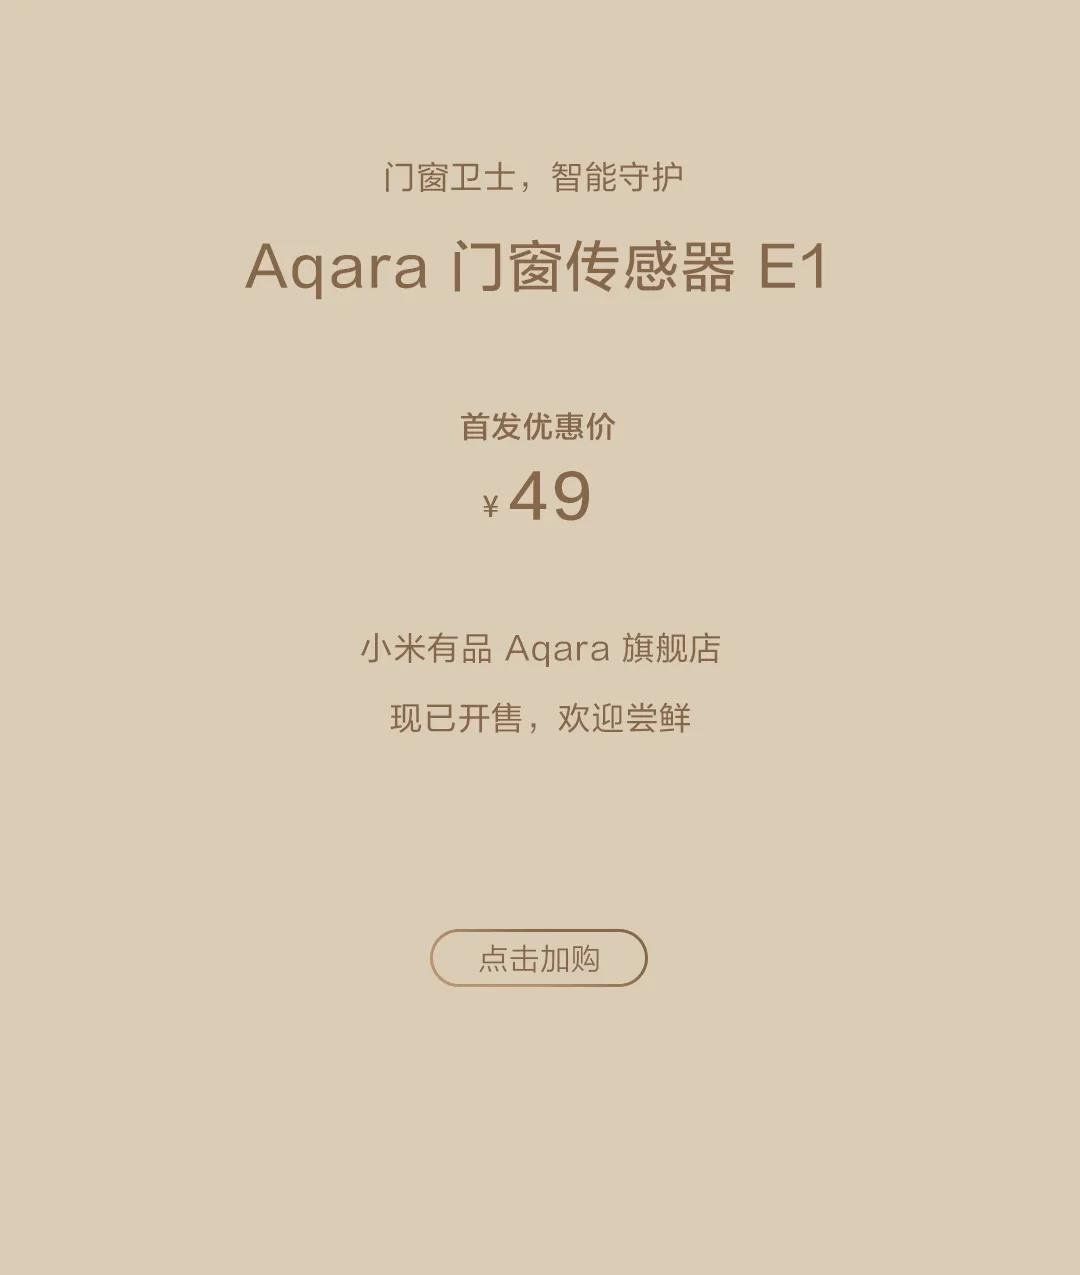 门窗卫士，智能守护
Aqara 门窗传感器 E1
首发优惠价
¥ 49
小米有品 Aqara 旗舰店
现已开售，欢迎尝鲜
点击加购